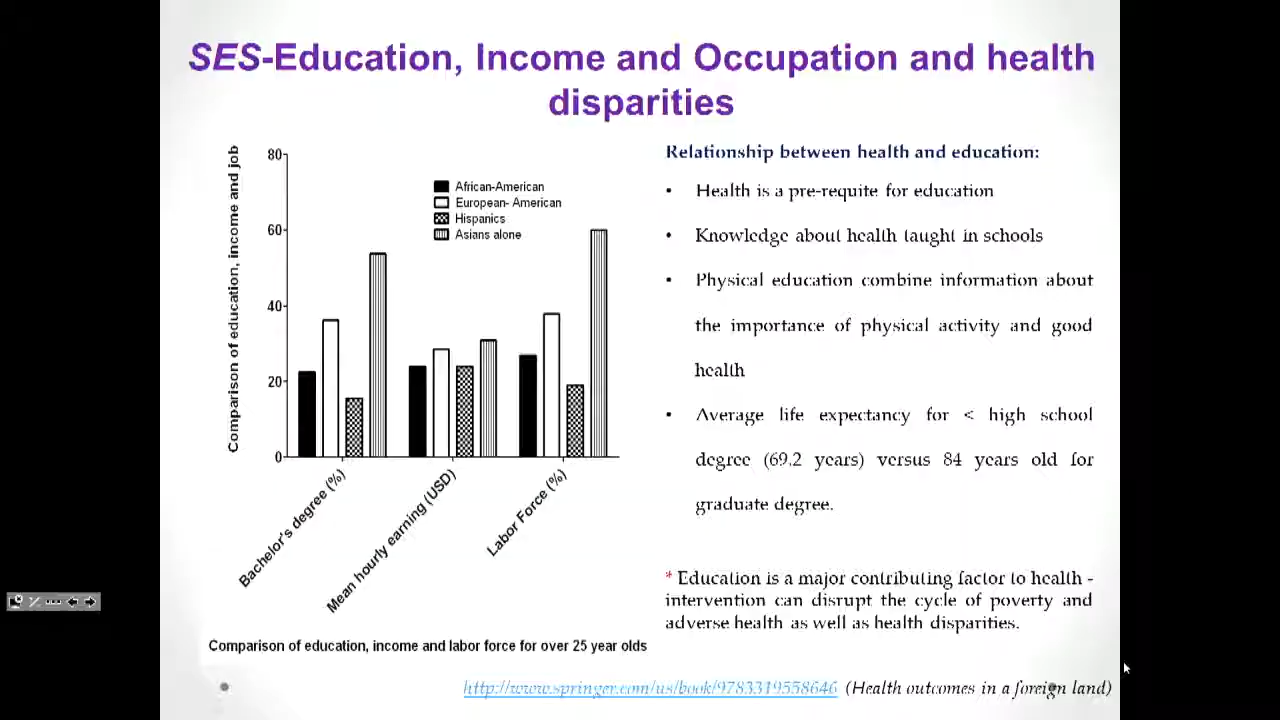 SES-Education, Income and Occupation and health
disparities
Comparison of education, income and job
80
60
40
20
0
African-American
European- American
Hispanics
Asians alone
Bachelor's degree (%)
Mean hourly earning (USD)
Labor Force (%)
Comparison of education, income and labor force for over 25 year olds
Relationship between health and education:
• Health is a pre-requite for education
• Knowledge about health taught in schools
• Physical education combine information about
the importance of physical activity and good
health
• Average life expectancy for < high school
degree (69.2 years) versus 84 years old for
graduate degree.
* Education is a major contributing factor to health -
intervention can disrupt the cycle of poverty and
adverse health as well as health disparities.
http://www.springer.com/us/book/9783319558646 (Health outcomes in a foreign land)